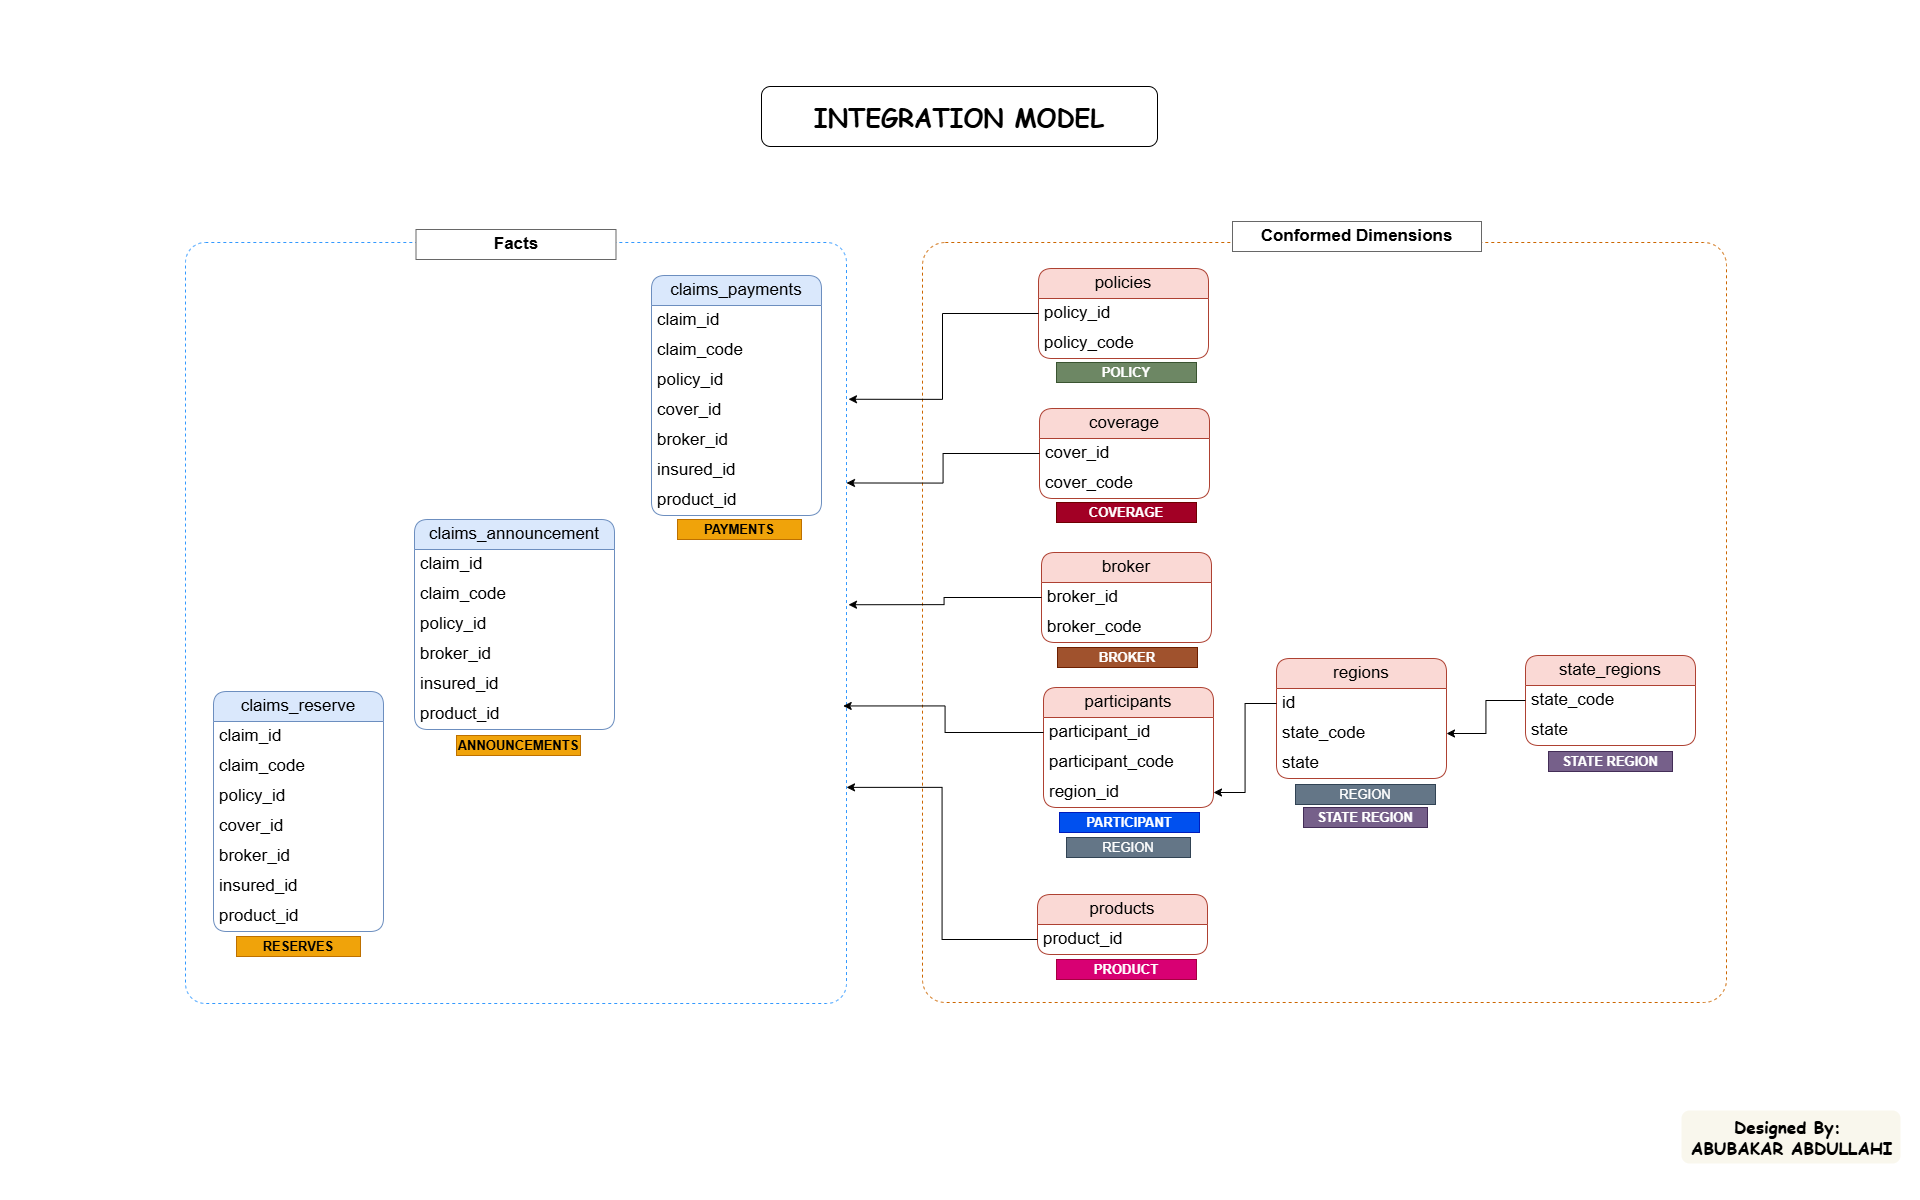 INTEGRATION MODEL
Facts
claims_payments
claim_id
claim_code
policy_id
cover_id
broker_id
insured_id
product_id
PAYMENTS
claims_announcement
claim_id
claim_code
policy_id
broker_id
insured_id
product_id
ANNOUNCEMENTS
claims_reserve
claim_id
claim_code
policy_id
cover_id
broker_id
insured_id
product_id
RESERVES
Conformed Dimensions
policies
policy_id
policy_code
POLICY
coverage
cover_id
cover_code
COVERAGE
broker
broker_id
broker_code
BROKER
participants
participant_id
participant_code
region_id
PARTICIPANT
REGION
regions
id
state_code
state
REGION
STATE REGION
state_regions
state_code
state
STATE REGION
products
product_id
PRODUCT
Designed By:
ABUBAKAR ABDULLAHI